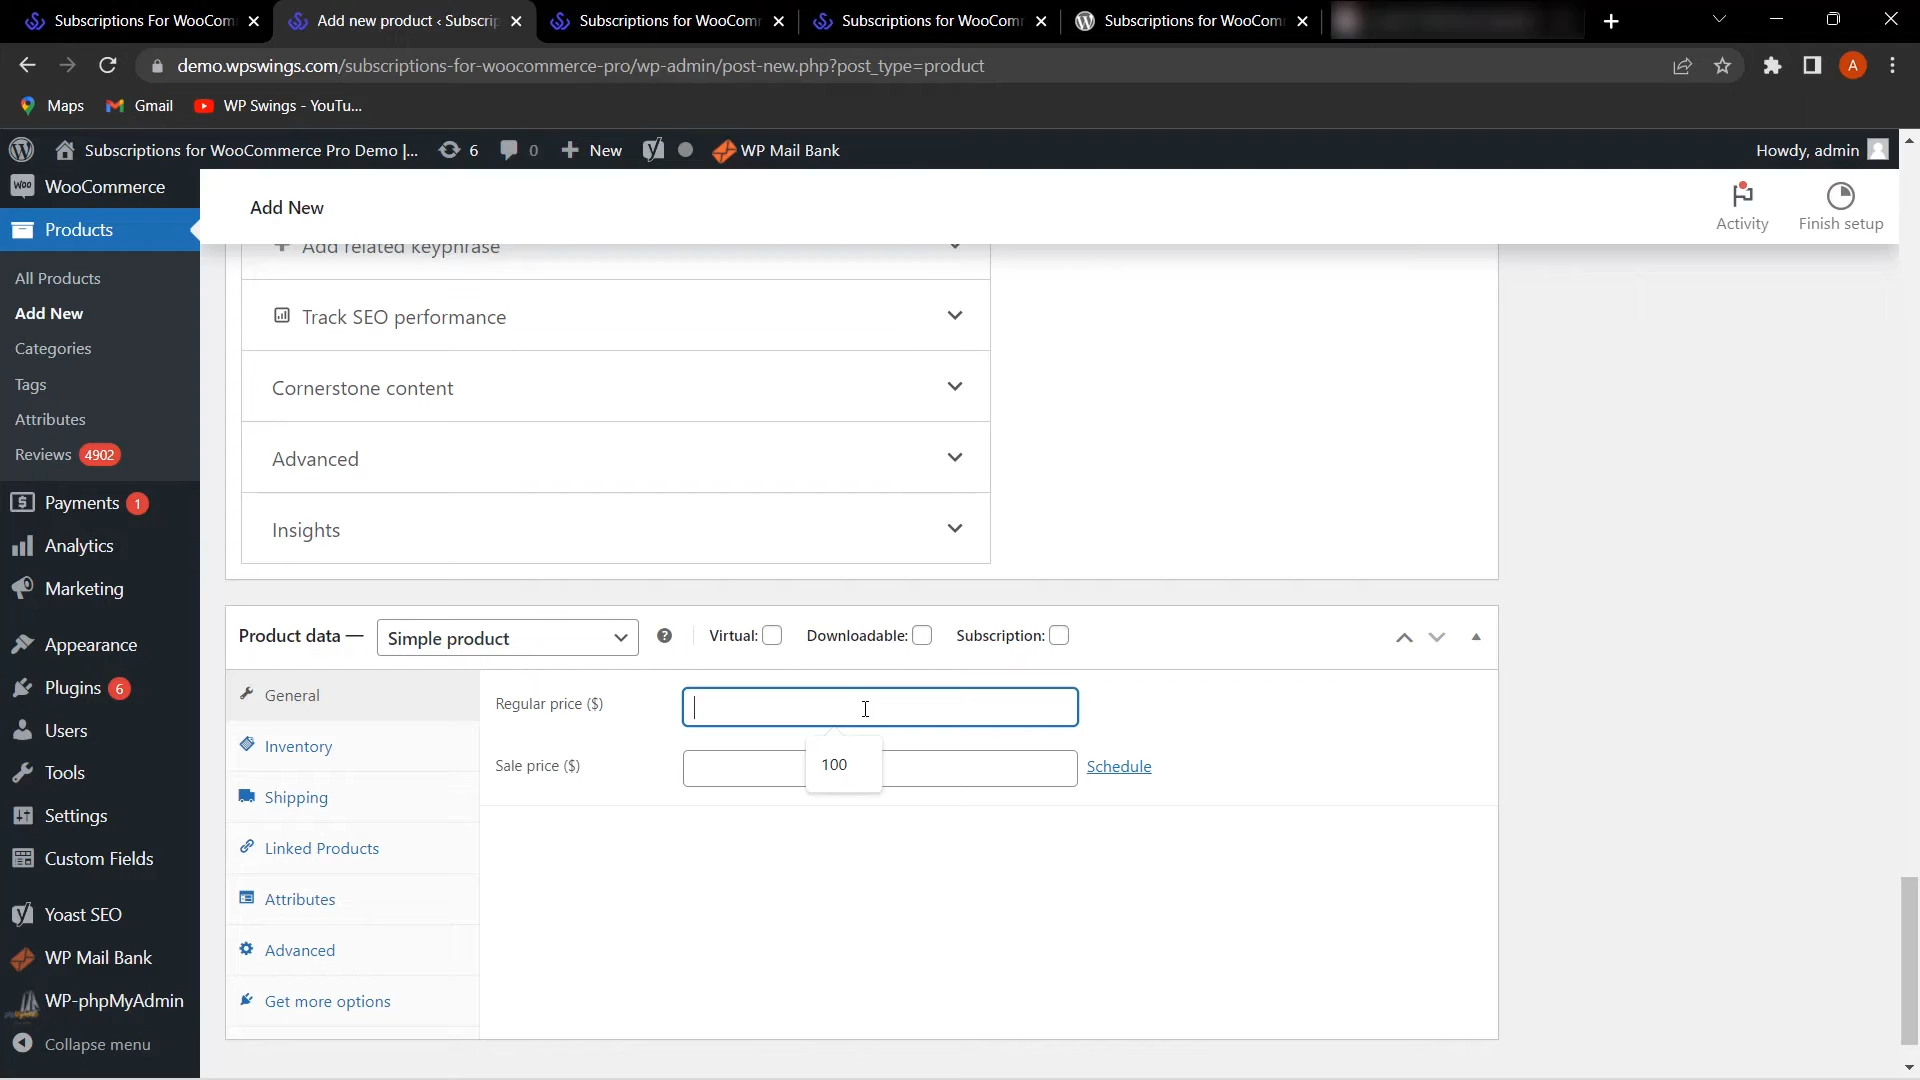 Subscriptions For WooCom
Add new product ‹ Subscrip
Subscriptions for WooCom
Subscriptions for WooCom
Subscriptions for WooCom
demo.wpswings.com/subscriptions-for-woocommerce-pro/wp-admin/post-new.php?post_type=product
A
Maps
Gmail
WP Swings - YouTu...
Subscriptions for WooCommerce Pro Demo |...
6
0
New
WP Mail Bank
Howdy, admin
Woo
WooCommerce
Products
All Products
Add New
Categories
Tags
Attributes
Reviews 4902
Payments 1
Analytics
Marketing
Appearance
Plugins 6
Users
Tools
Settings
Custom Fields
Yoast SEO
WP Mail Bank
WP-phpMyAdmin
Collapse menu
Add New
Activity
Finish setup
Add related keyphrase
Track SEO performance
Cornerstone content
Advanced
Insights
Product data —
Simple product
Virtual:
Downloadable:
Subscription:
General
Inventory
Shipping
Linked Products
Attributes
Advanced
Get more options
Regular price ($)
100
Sale price ($)
Schedule